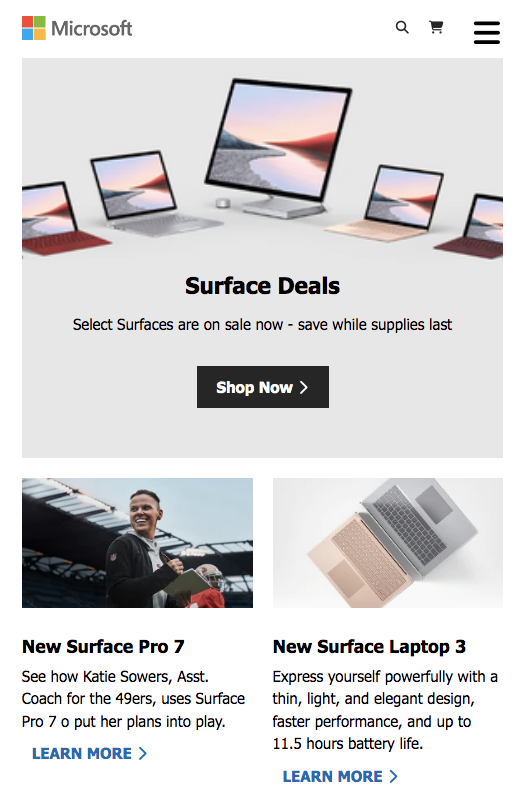 Microsoft
Surface Deals
Select Surfaces are on sale now - save while supplies last
Shop Now
New Surface Pro 7
See how Katie Sowers, Asst.
Coach for the 49ers, uses Surface
Pro 7 o put her plans into play.
LEARN MORE
New Surface Laptop 3
Express yourself powerfully with a
thin, light, and elegant design,
faster performance, and up to
11.5 hours battery life.
LEARN MORE